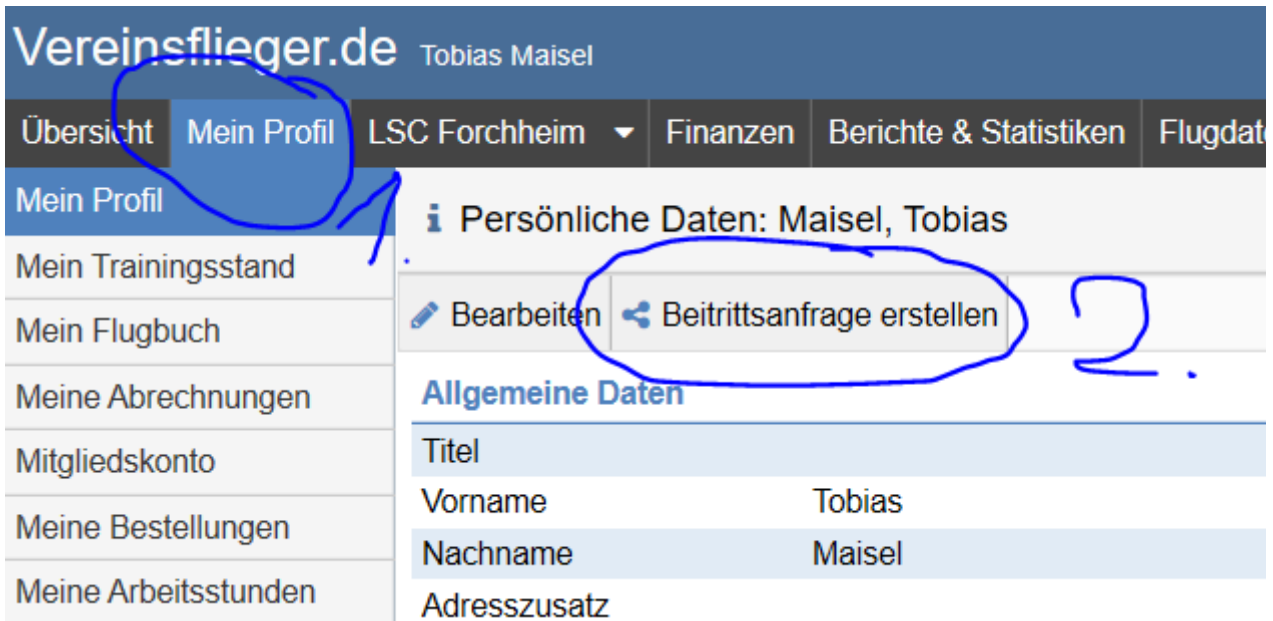 Vereinsflieger.de Tobias Maisel
Übersicht Mein Profil LSC Forchheim Finanzen Berichte & Statistiken Flugdat
Mein Profil
1.
Mein Trainingsstand
Mein Flugbuch
Meine Abrechnungen
Mitgliedskonto
Meine Bestellungen
Meine Arbeitsstunden
Persönliche Daten: Maisel, Tobias
Bearbeiten Beitrittsanfrage erstellen 2.
Allgemeine Daten
Titel
Vorname Tobias
Nachname Maisel
Adresszusatz